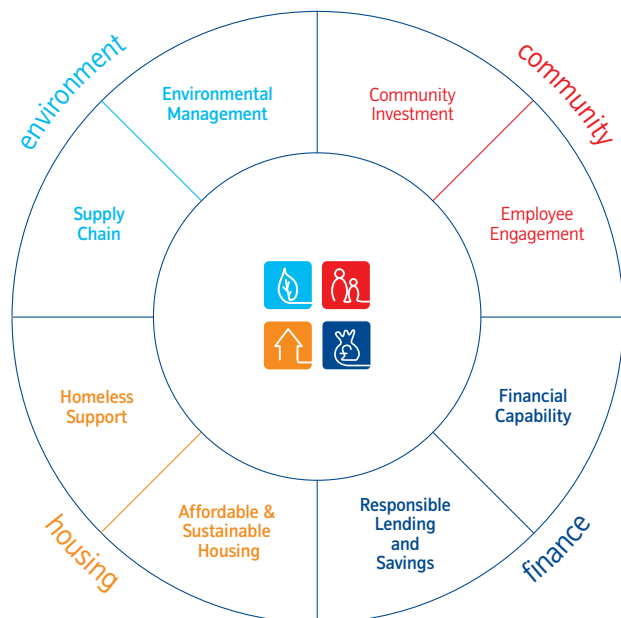 environment
Environmental
Management
Supply
Chain
community
Community
Investment
Employee
Engagement
housing
Homeless
Support
Affordable &
Sustainable
Housing
finance
Financial
Capability
Responsible
Lending
and
Savings
£